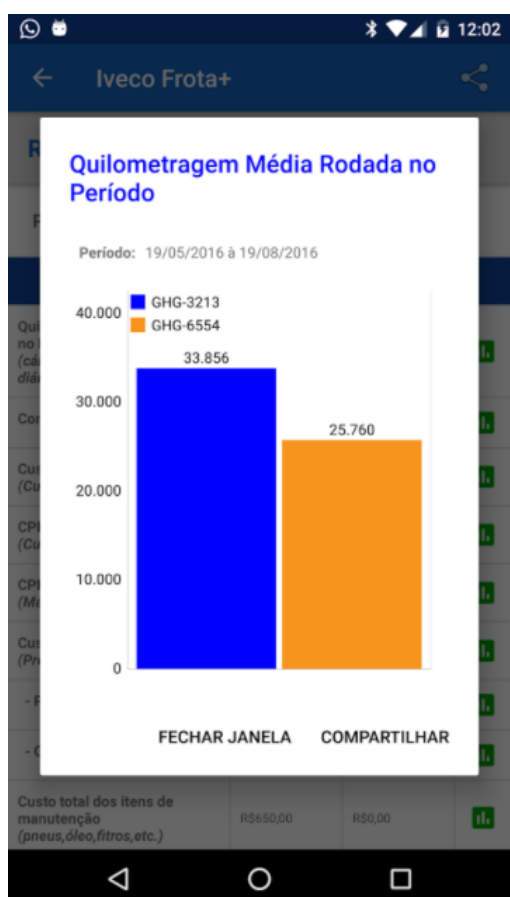 12:02
Iveco Frota+
Quilometragem Média Rodada no
Período
Período: 19/05/2016 à 19/08/2016
GHG-3213
GHG-6554
40.000
33.856
30.000
25.760
20.000
10.000
0
FECHAR JANELA COMPARTILHAR
Custo total dos itens de
manutenção
(pneus,óleo,fitros,etc.)
R$650,00
R$0,00